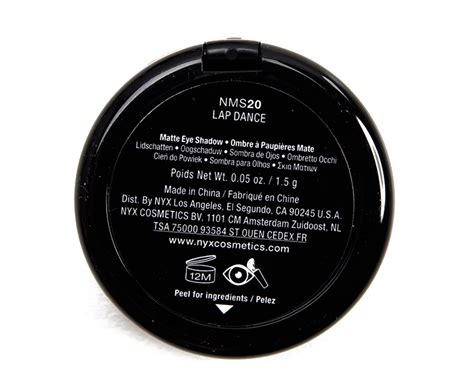 NMS20
LAP DANCE
Matte Eye Shadow • Ombre à Paupières Mate
Lidschatten • Oogschaduw • Sombra de Ojos • Ombretto Occhi
Cien do Powiek • Sombra para Olhos • Σκια Ματιων
Poids Net Wt. 0.05 oz. / 1.5 g
Made in China / Fabriqué en Chine
Dist. By NYX Los Angeles, El Segundo, CA 90245 U.S.A.
NYX COSMETICS BV, 1101 CM Amsterdam Zuidoost, NL
TSA 75000 93584 ST OUEN CEDEX FR
www.nyxcosmetics.com
12M
Peel for ingredients / Pelez